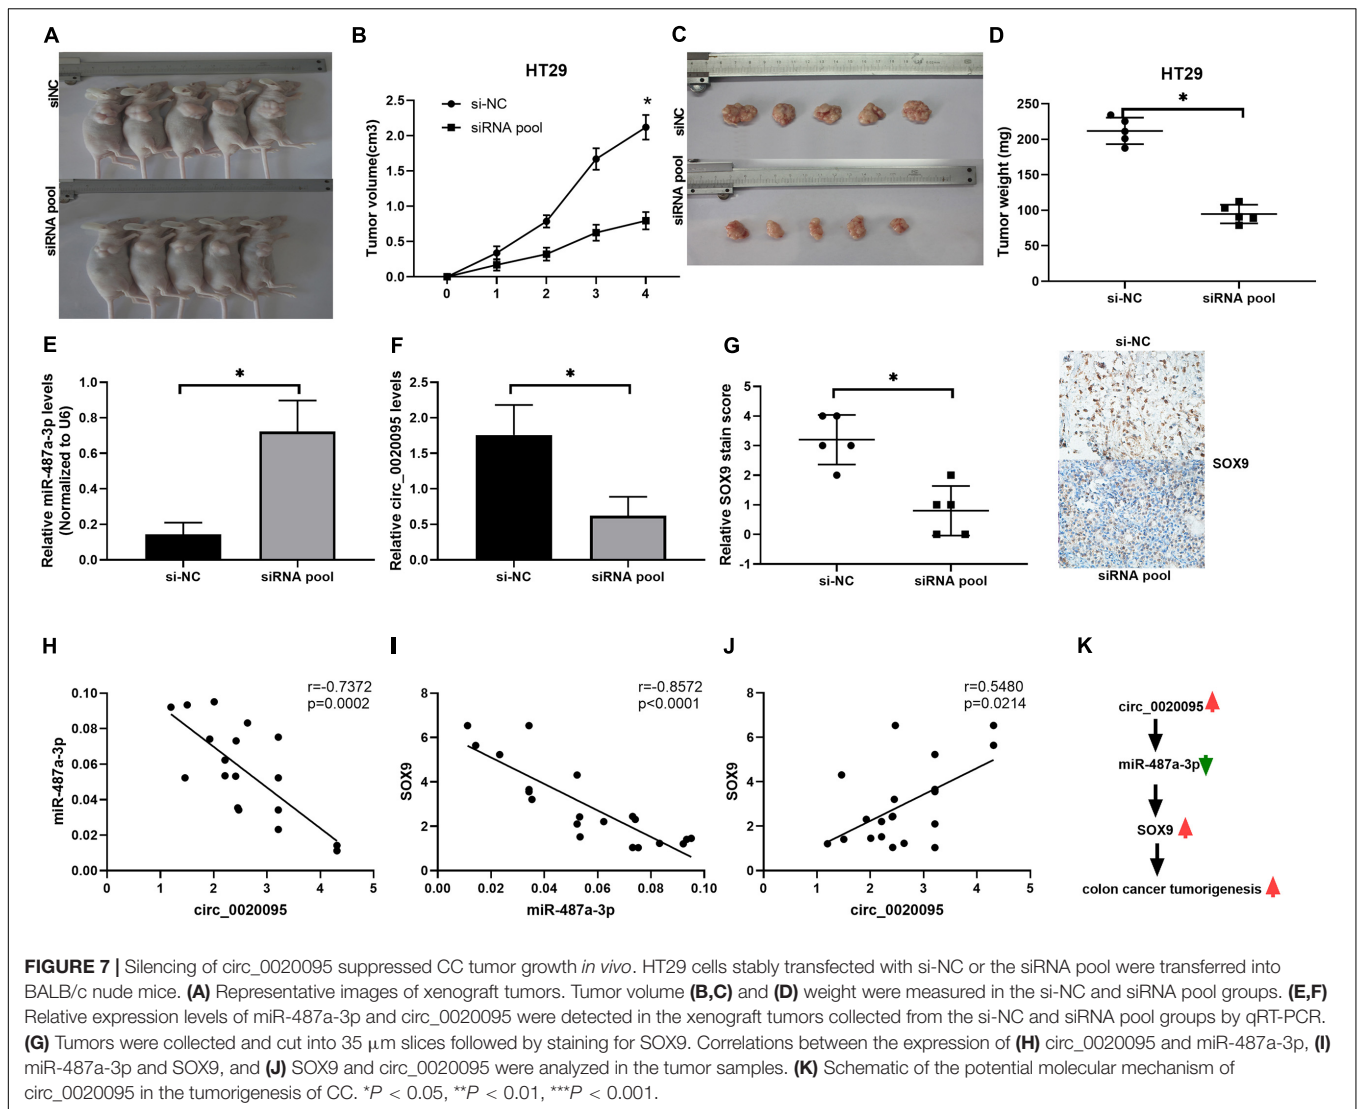 A
siNC
siRNA pool
B
HT29
Tumor volume(cm3)
2.5
2.0
1.5
1.0
0.5
0.0
si-NC
siRNA pool
*
0 1 2 3 4
C
siNC
siRNA pool
D
HT29
Tumor weight (mg)
250
200
150
100
50
0
*
si-NC siRNA pool
E
Relative miR-487a-3p levels
(Normalized to U6)
1.0
0.8
0.6
0.4
0.2
0.0
*
si-NC siRNA pool
F
Relative circ_0020095 levels
2.5
2.0
1.5
1.0
0.5
0.0
*
si-NC siRNA pool
G
Relative SOX9 stain score
5
4
3
2
1
0
-1
*
si-NC siRNA pool
si-NC
SOX9
siRNA pool
H
miR-487a-3p
0.10
0.08
0.06
0.04
0.02
0.00
r=-0.7372
p=0.0002
0 1 2 3 4 5
circ_0020095
I
SOX9
8
6
4
2
0
r=-0.8572
p<0.0001
0.00 0.02 0.04 0.06 0.08 0.10
miR-487a-3p
J
SOX9
8
6
4
2
0
r=0.5480
p=0.0214
0 1 2 3 4 5
circ_0020095
K
circ_0020095
miR-487a-3p
SOX9
colon cancer tumorigenesis
FIGURE 7 | Silencing of circ_0020095 suppressed CC tumor growth in vivo. HT29 cells stably transfected with si-NC or the siRNA pool were transferred into
BALB/c nude mice. (A) Representative images of xenograft tumors. Tumor volume (B,C) and (D) weight were measured in the si-NC and siRNA pool groups. (E,F)
Relative expression levels of miR-487a-3p and circ_0020095 were detected in the xenograft tumors collected from the si-NC and siRNA pool groups by qRT-PCR.
(G) Tumors were collected and cut into 35 μm slices followed by staining for SOX9. Correlations between the expression of (H) circ_0020095 and miR-487a-3p, (I)
miR-487a-3p and SOX9, and (J) SOX9 and circ_0020095 were analyzed in the tumor samples. (K) Schematic of the potential molecular mechanism of
circ_0020095 in the tumorigenesis of CC. *P < 0.05, **P < 0.01, ***P < 0.001.